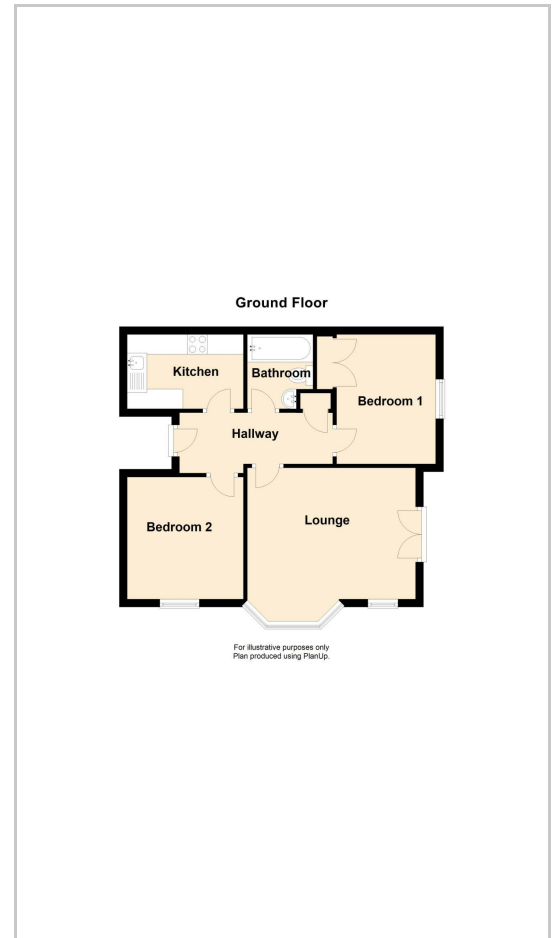 Ground Floor
Kitchen
Bathroom
Bedroom 1
Hallway
Bedroom 2
Lounge
For illustrative purposes only
Plan produced using PlanUp.